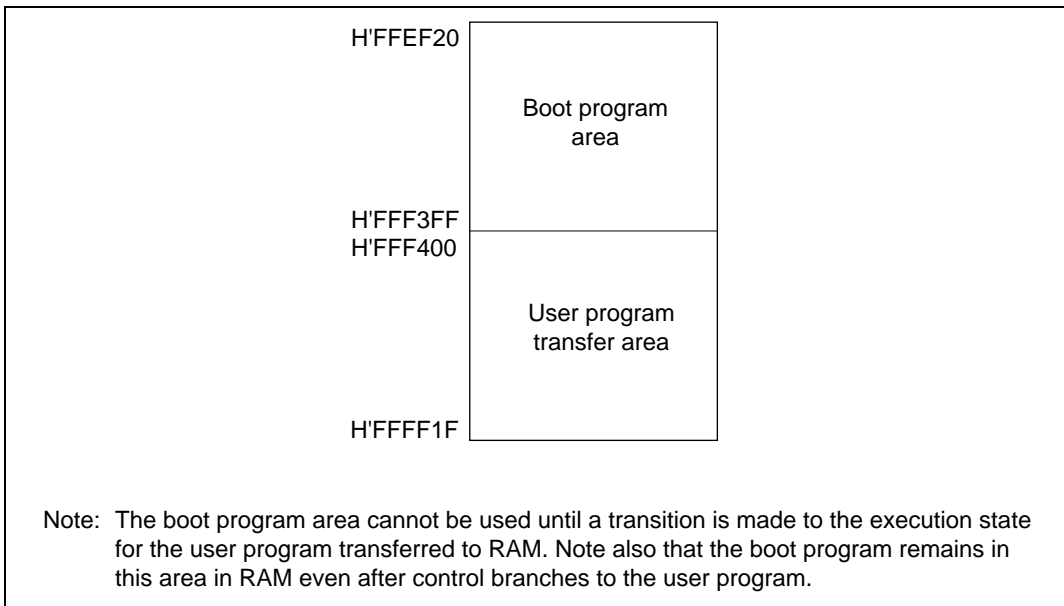 H'FFEF20
Boot program
area
H'FFF3FF
H'FFF400
User program
transfer area
H'FFFF1F
Note: The boot program area cannot be used until a transition is made to the execution state
for the user program transferred to RAM. Note also that the boot program remains in
this area in RAM even after control branches to the user program.